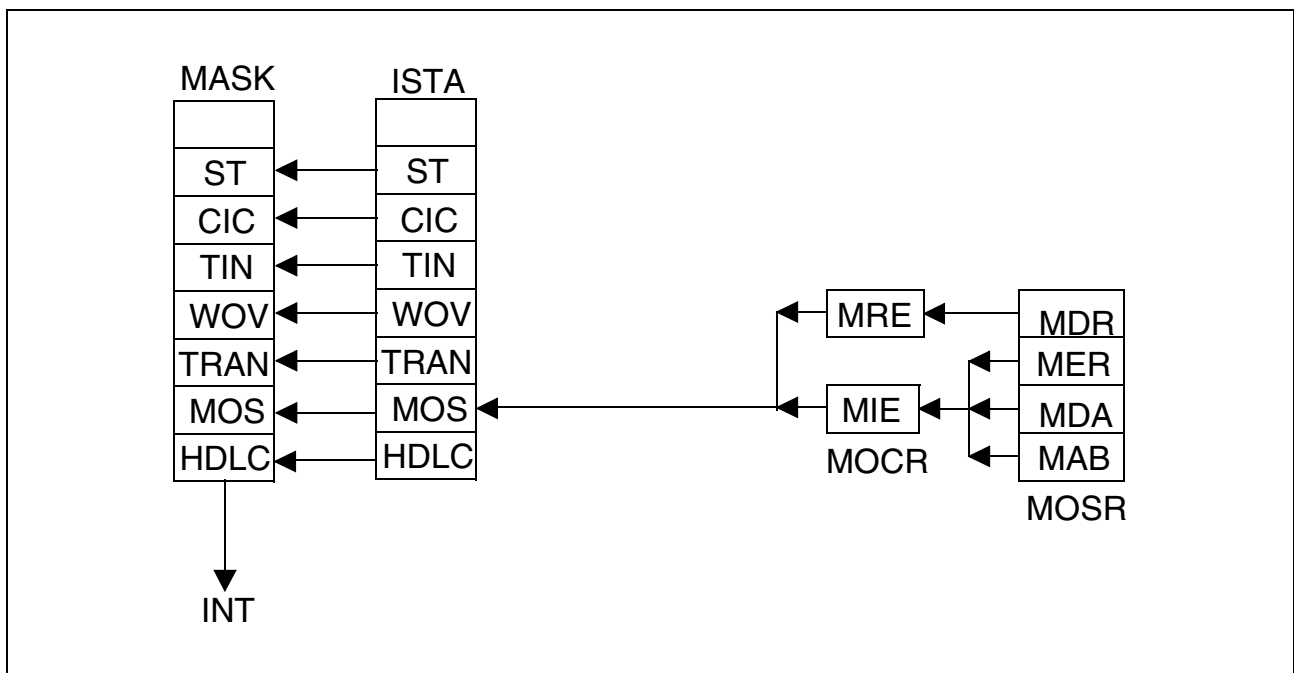 MASK ISTA
ST ST
CIC CIC
TIN TIN
WOV WOV MRE MDR
TRAN TRAN MER
MOS MOS MIE MDA
HDLC HDLC MOCR MAB
MOSR
INT